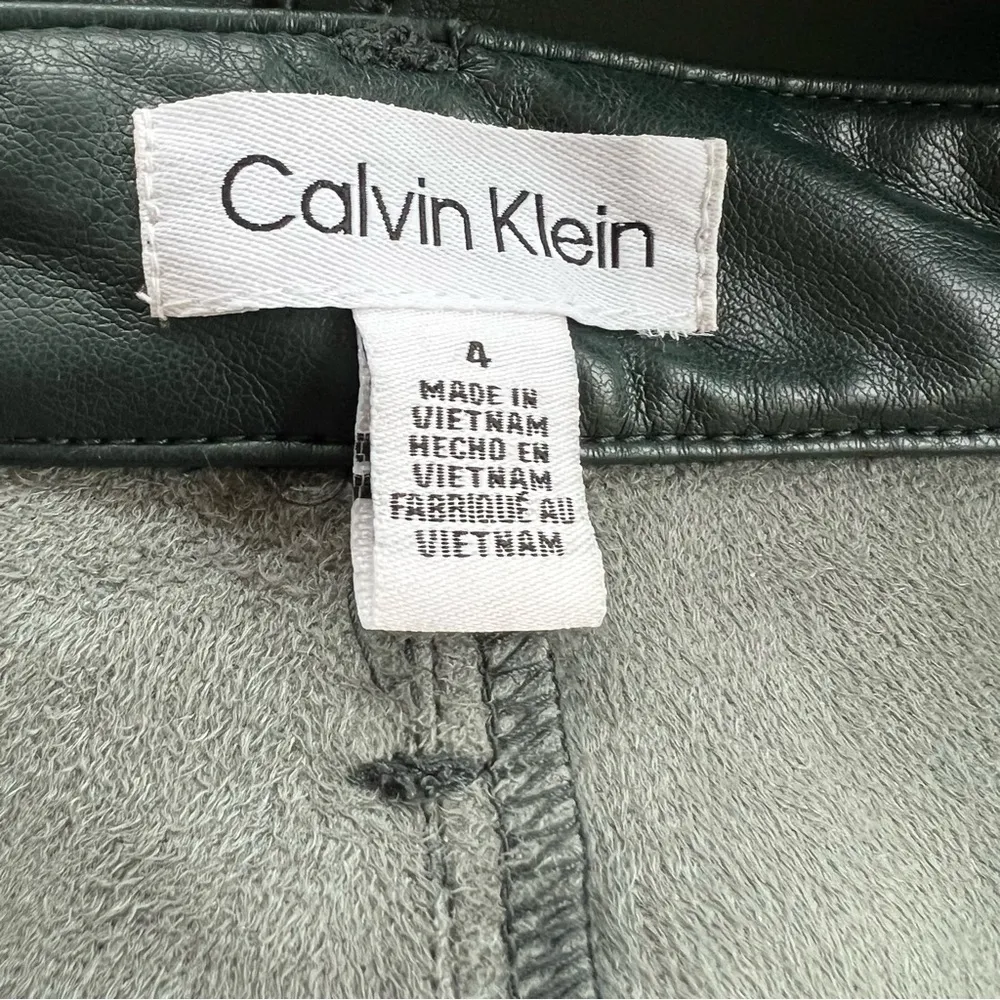 Calvin Klein
4
MADE IN
VIETNAM
HECHO EN
VIETNAM
FABRIQUÉ AU
VIETNAM